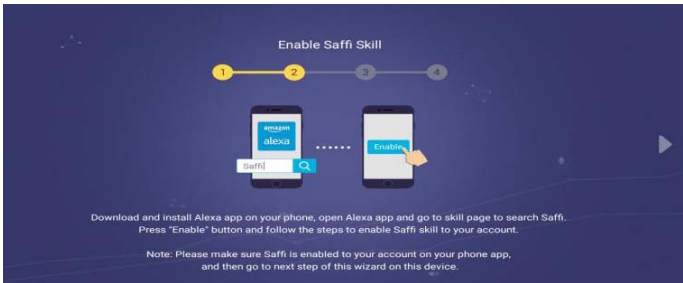 Enable Saffi Skill
1 2 3 4
amazon
alexa
Saffi
Enable
Download and install Alexa app on your phone, open Alexa app and go to skill page to search Saffi.
Press "Enable" button and follow the steps to enable Saffi skill to your account.
Note: Please make sure Saffi is enabled to your account on your phone app,
and then go to next step of this wizard on this device.